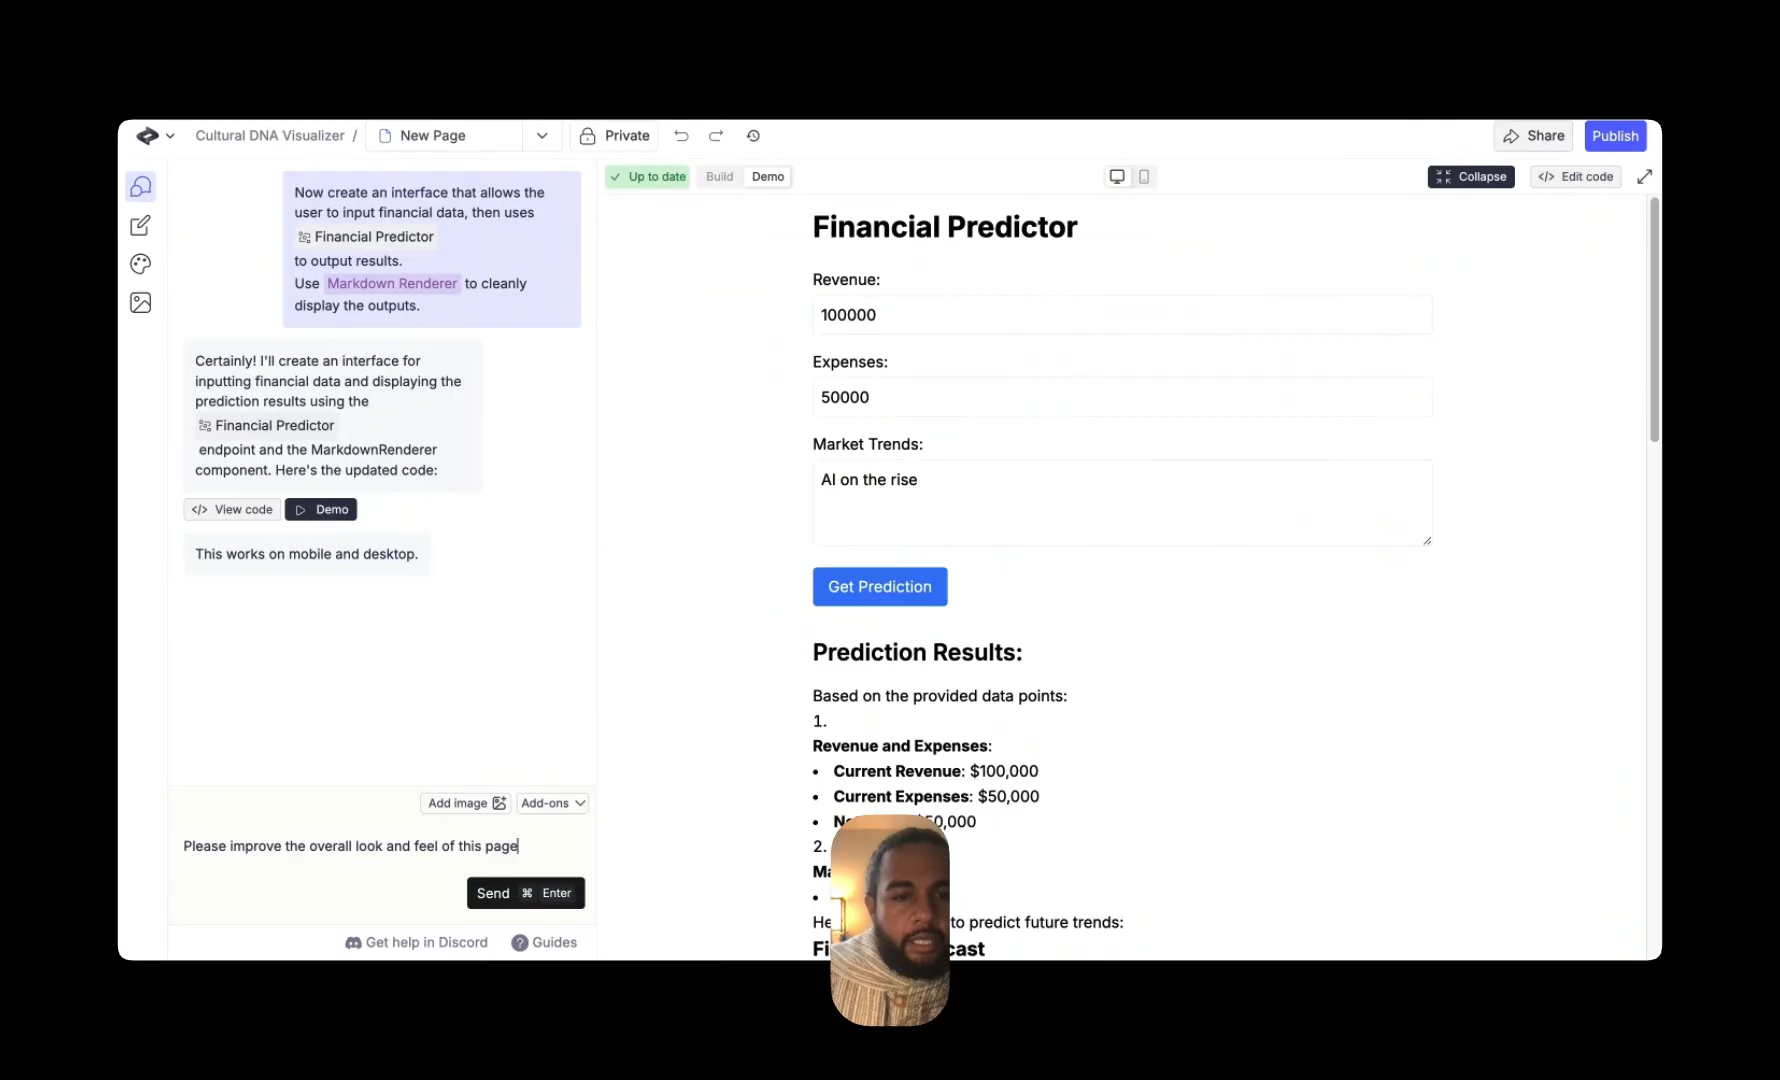 Cultural DNA Visualizer /
New Page
Private
Share
Publish
Now create an interface that allows the
user to input financial data, then uses
Financial Predictor
to output results.
Use Markdown Renderer to cleanly
display the outputs.
Certainly! I'll create an interface for
inputting financial data and displaying the
prediction results using the
Financial Predictor
endpoint and the MarkdownRenderer
component. Here's the updated code:
</> View code
Demo
This works on mobile and desktop.
Add image
Add-ons
Please improve the overall look and feel of this page
Send ⌘ Enter
Get help in Discord
? Guides
✓ Up to date
Build
Demo
Collapse
</> Edit code
Financial Predictor
Revenue:
100000
Expenses:
50000
Market Trends:
AI on the rise
Get Prediction
Prediction Results:
Based on the provided data points:
1.
Revenue and Expenses:
• Current Revenue: $100,000
• Current Expenses: $50,000
• 0,000
2.
•
to predict future trends: